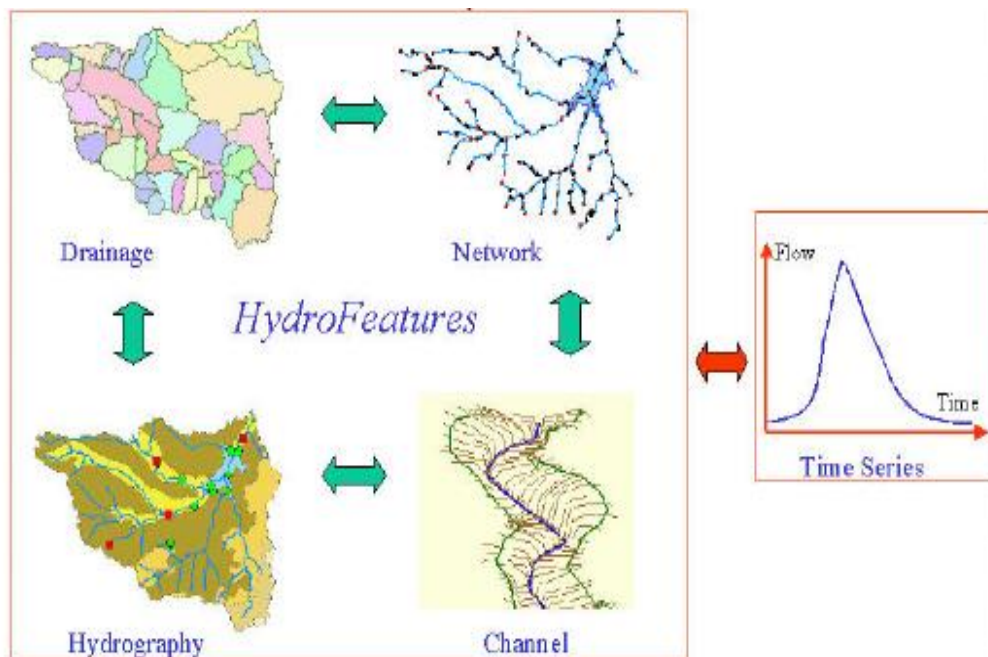 Drainage
Network
HydroFeatures
Hydrography
Channel
Flow
Time
Time Series